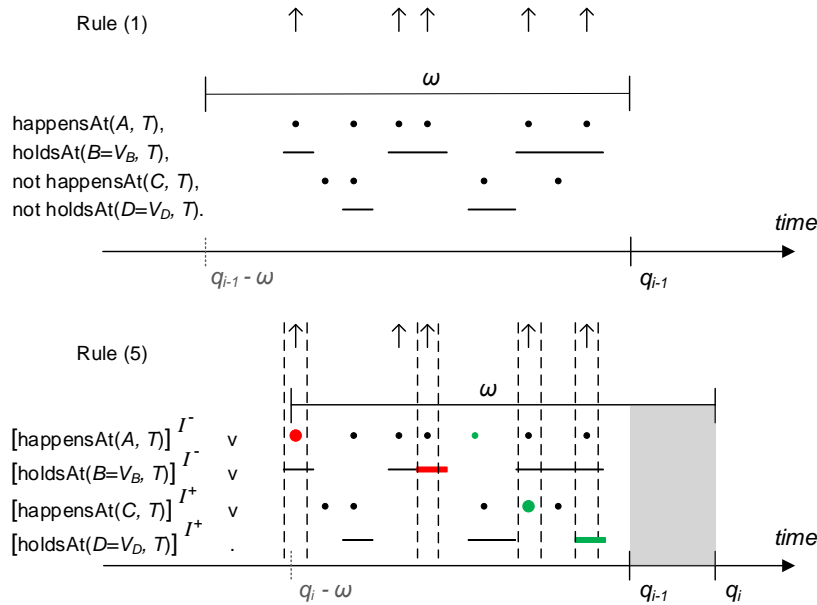 Rule (1)
ω
happensAt(A, T),
holdsAt(B=V_B, T),
not happensAt(C, T),
not holdsAt(D=V_D, T).
time
q_{i-1} - ω
q_{i-1}
Rule (5)
ω
[happensAt(A, T)] I^- v
[holdsAt(B=V_B, T)] I^- v
[happensAt(C, T)] I^+ v
[holdsAt(D=V_D, T)] I^+ .
time
q_i - ω
q_{i-1}
q_i